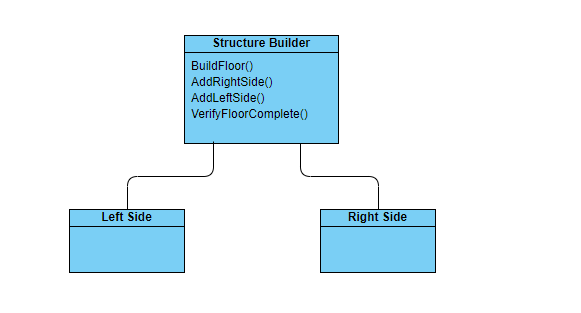 Structure Builder
BuildFloor()
AddRightSide()
AddLeftSide()
VerifyFloorComplete()
Left Side
Right Side